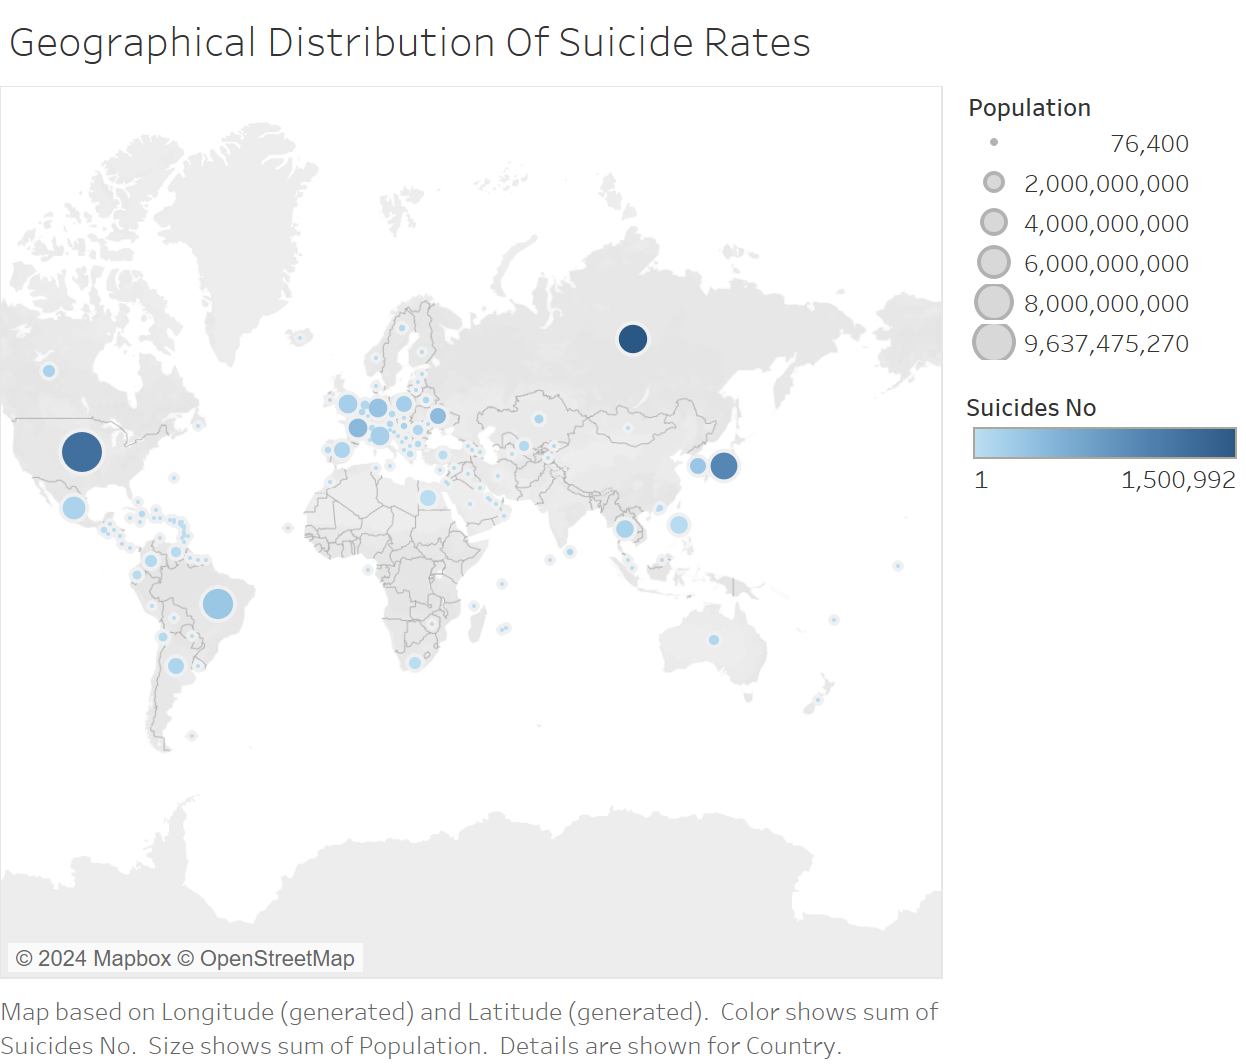 Geographical Distribution Of Suicide Rates
Population
76,400
2,000,000,000
4,000,000,000
6,000,000,000
8,000,000,000
9,637,475,270
Suicides No
1 1,500,992
© 2024 Mapbox © OpenStreetMap
Map based on Longitude (generated) and Latitude (generated). Color shows sum of
Suicides No. Size shows sum of Population. Details are shown for Country.